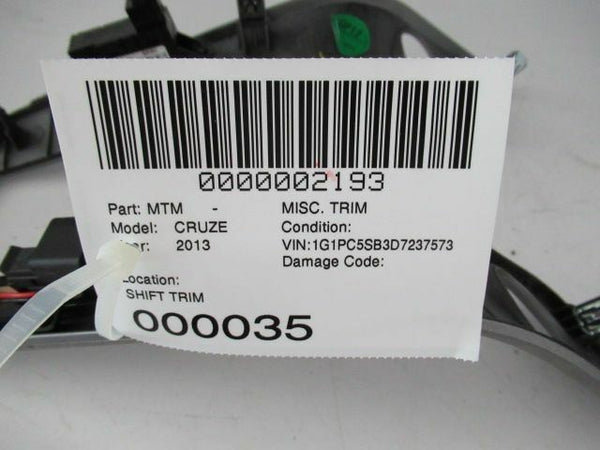 0000002193
Part: MTM - MISC. TRIM
Model: CRUZE Condition:
2013 VIN:1G1PC5SB3D7237573
Damage Code:
Location:
SHIFT TRIM
000035